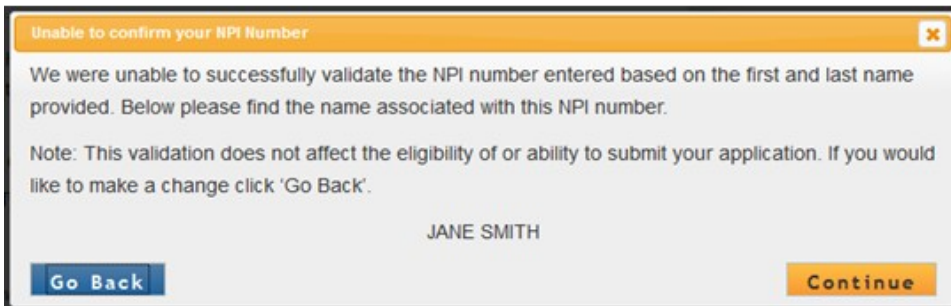 Unable to confirm your NPI Number
We were unable to successfully validate the NPI number entered based on the first and last name
provided. Below please find the name associated with this NPI number.
Note: This validation does not affect the eligibility of or ability to submit your application. If you would
like to make a change click ‘Go Back’.
JANE SMITH
Go Back
Continue